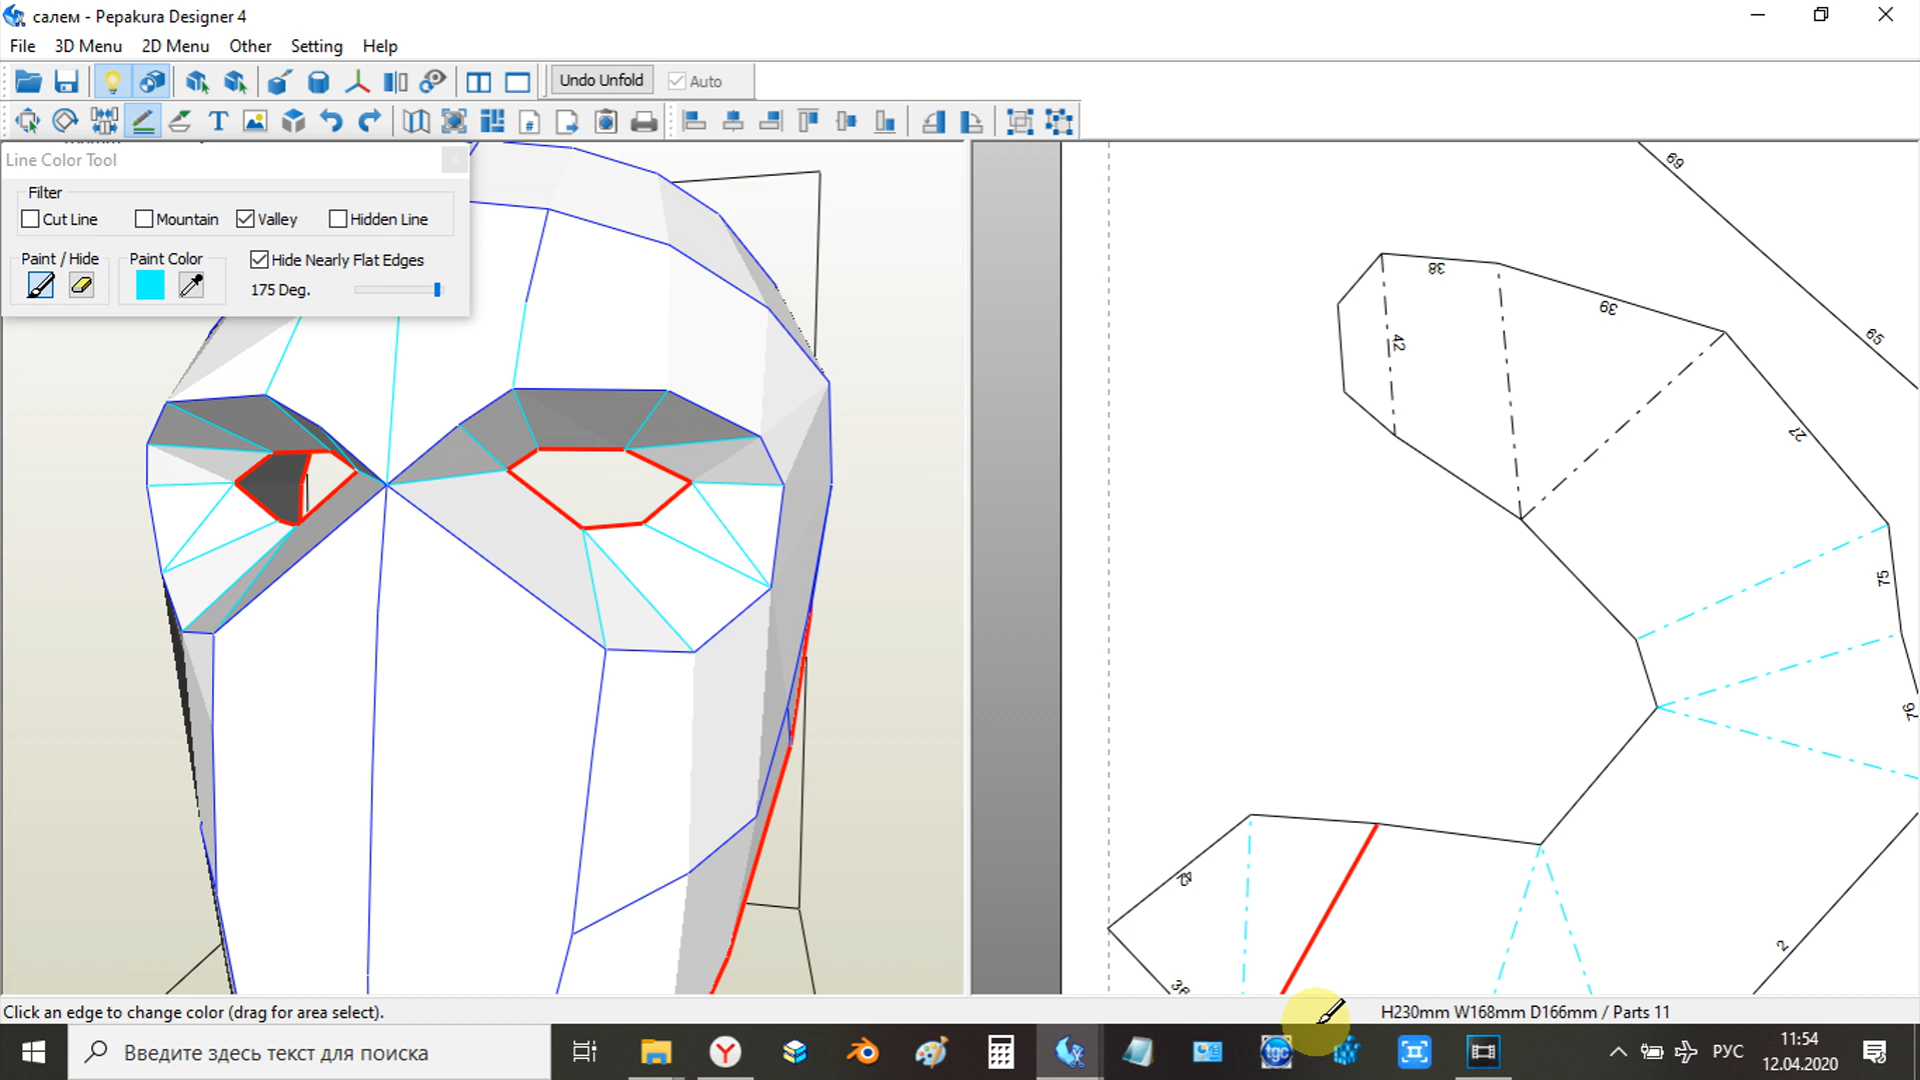 салем - Pepakura Designer 4
File 3D Menu 2D Menu Other Setting Help
Undo Unfold Auto
Line Color Tool
Filter
Cut Line Mountain Valley Hidden Line
Paint / Hide Paint Color Hide Nearly Flat Edges
175 Deg.
69
59
38
39
42
27
75
76
2
Click an edge to change color (drag for area select). H230mm W168mm D166mm / Parts 11
Введите здесь текст для поиска
tgc
РУС
11:54
12.04.2020